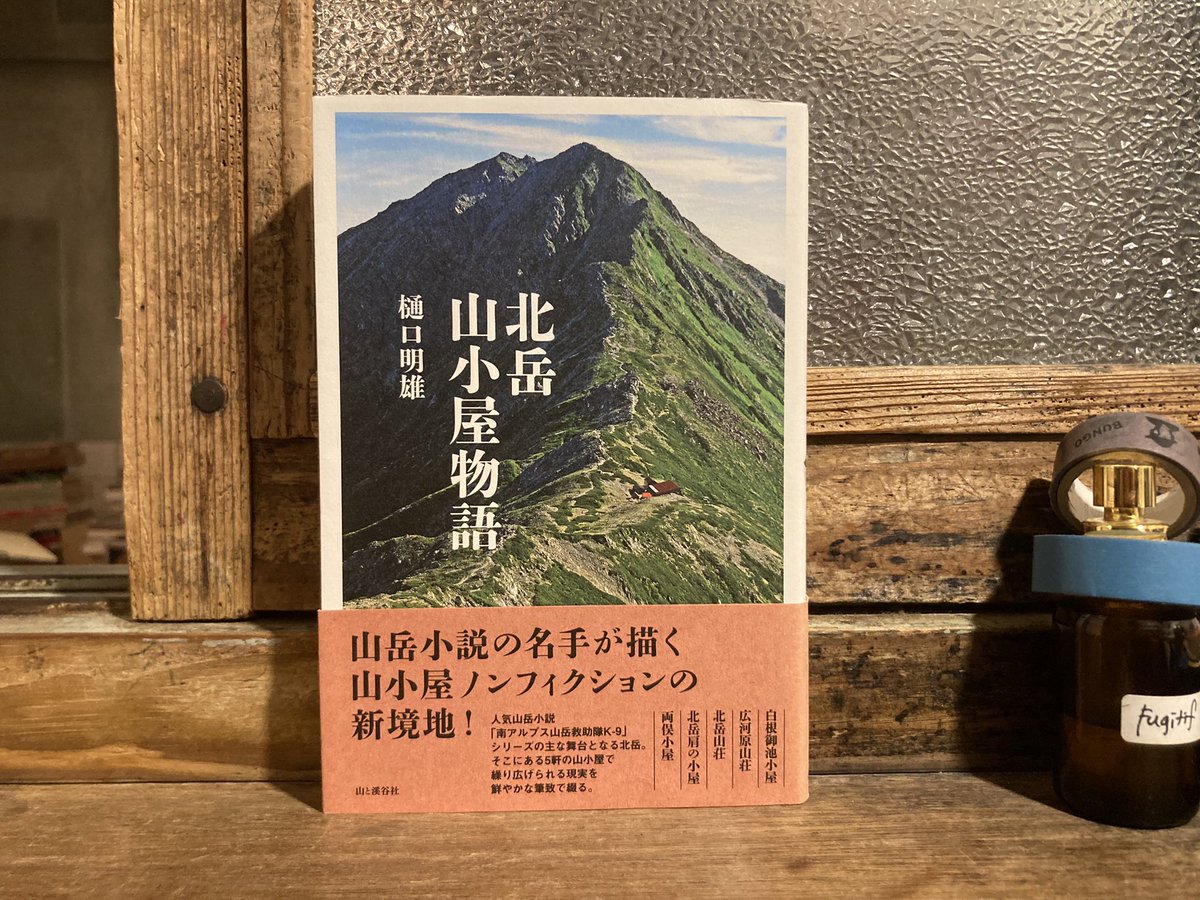 北岳
山小屋物語
樋口明雄
山岳小説の名手が描く
山小屋ノンフィクションの
新境地!
人気山岳小説
「南アルプス山岳救助隊K-9」
シリーズの主な舞台となる北岳。
そこにある5軒の山小屋で
繰り広げられる現実を
鮮やかな筆致で綴る。
白根御池小屋
広河原山荘
北岳山荘
北岳肩の小屋
両俣小屋
山と溪谷社
BUNGO
fugitif